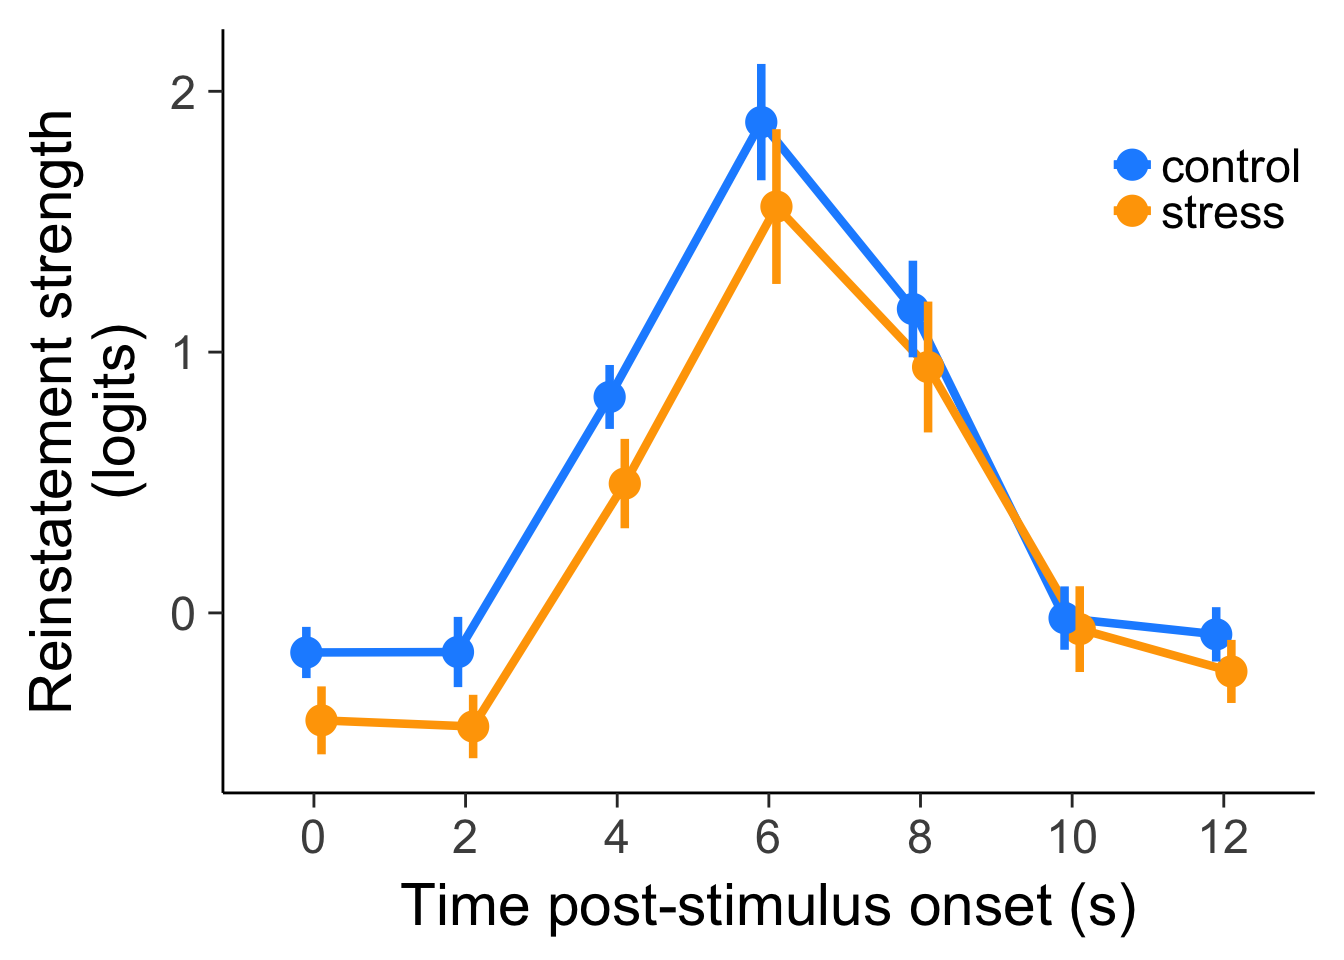 Reinstatement strength
(logits)
2
1
0
control
stress
0 2 4 6 8 10 12
Time post-stimulus onset (s)